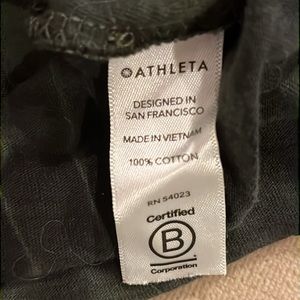 ATHLETA
DESIGNED IN
SAN FRANCISCO
MADE IN VIETNAM
100% COTTON
RN 54023
Certified
B
Corporation